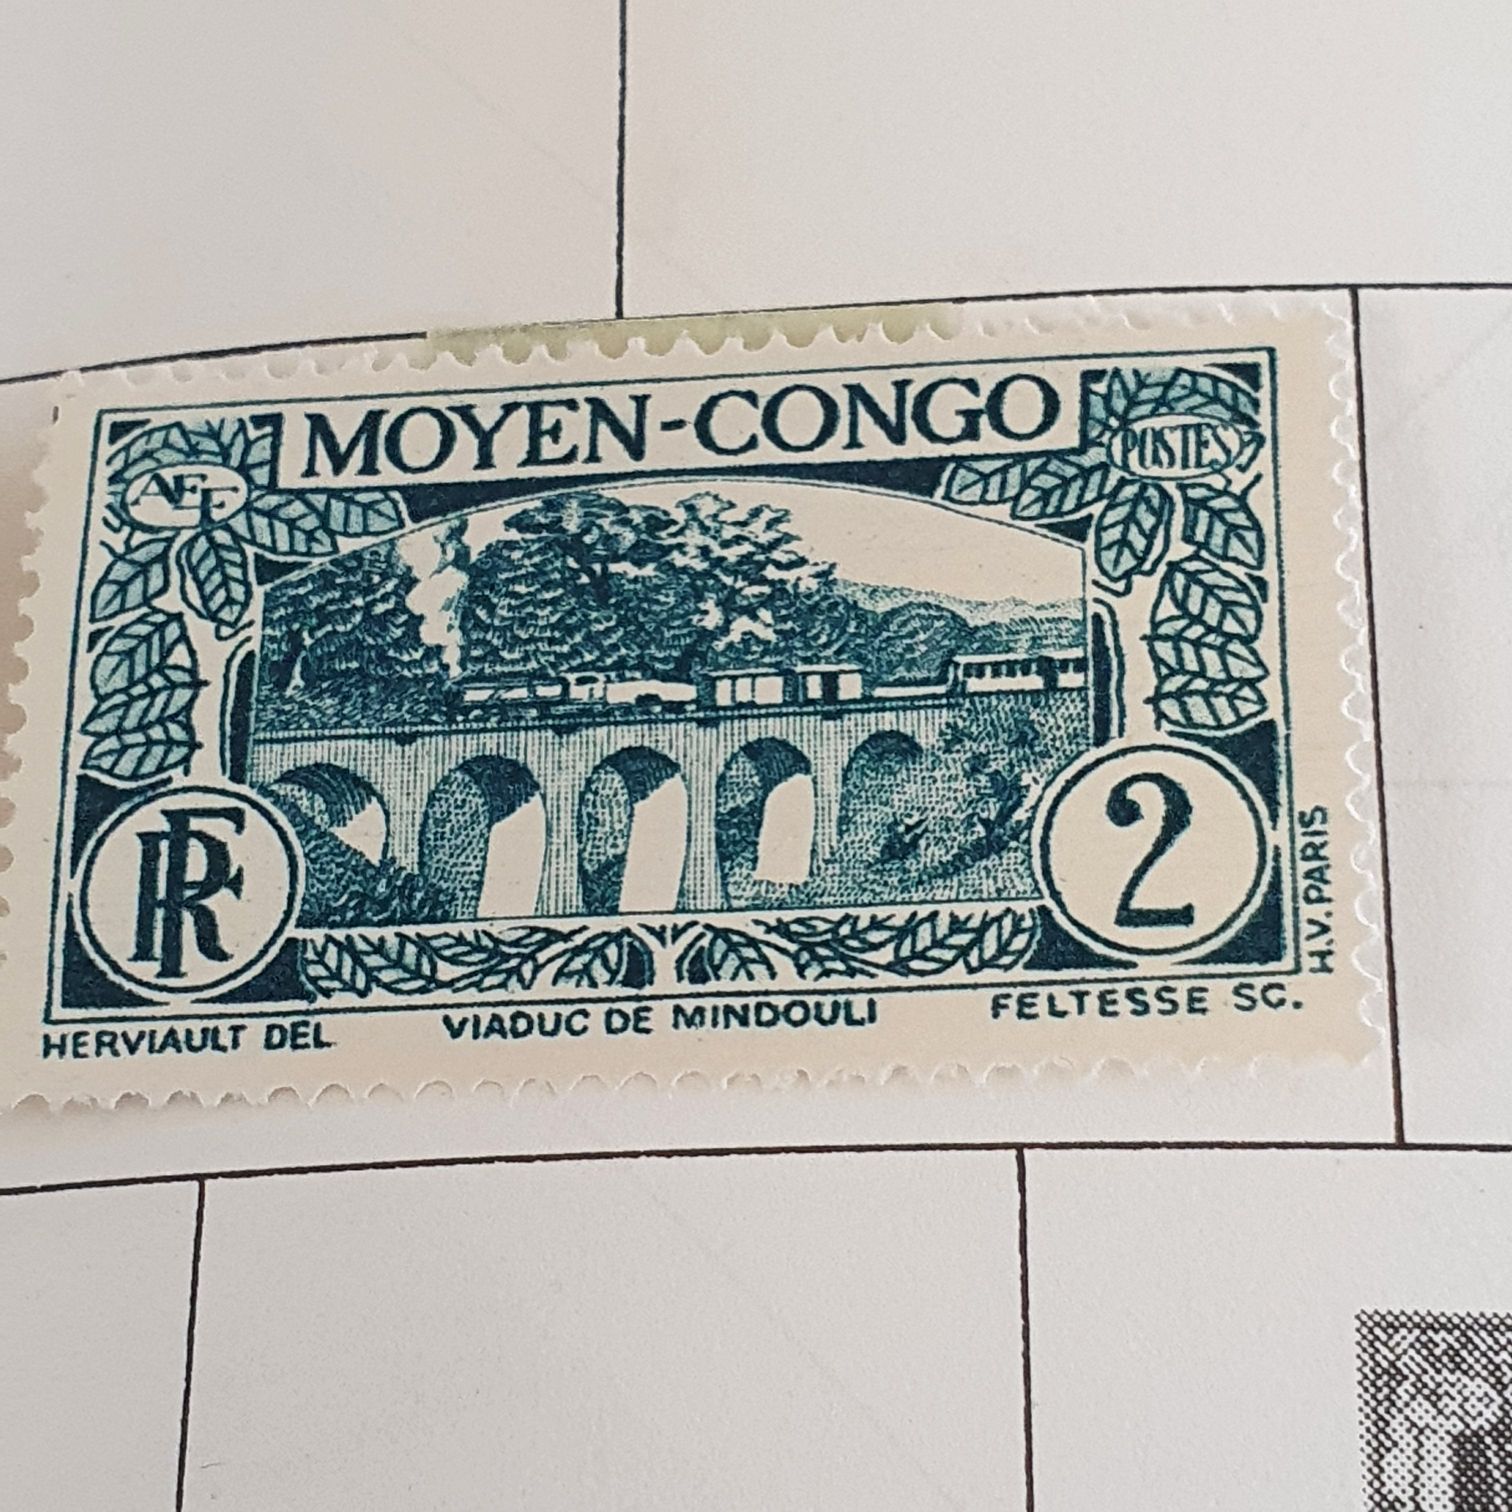 MOYEN-CONGO
AEF
POSTES
RF
2
H.V. PARIS
HERVIAULT DEL
VIADUC DE MINDOULI
FELTESSE SC.